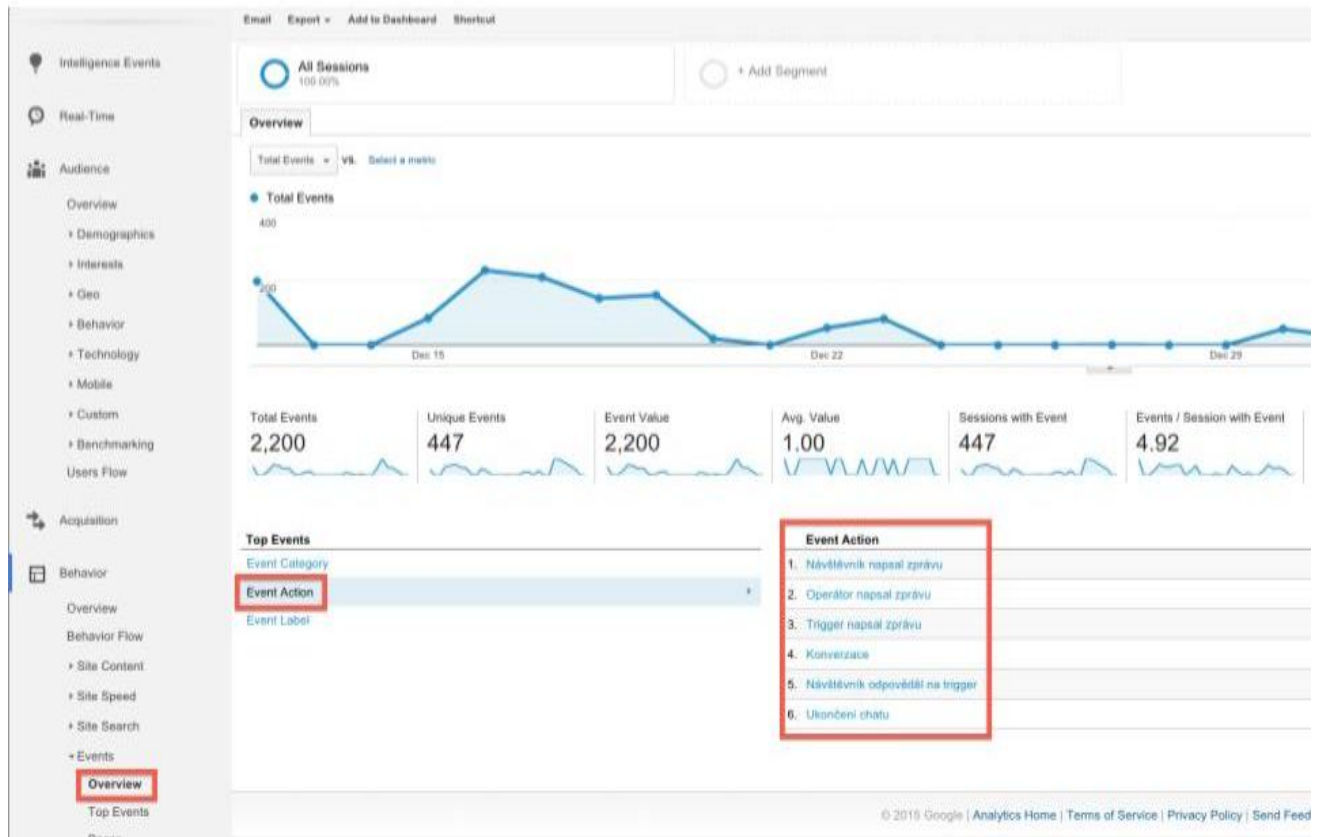 Email Export Add to Dashboard Shortcut
Intelligence Events
Real-Time
Audience
Overview
Demographics
Interests
Geo
Behavior
Technology
Mobile
Custom
Benchmarking
Users Flow
Acquisition
Behavior
Overview
Behavior Flow
Site Content
Site Speed
Site Search
Events
Overview
Top Events
All Sessions
100.00%
+ Add Segment
Overview
Total Events VS. Select a metric
Total Events
400
200
Dec 15 Dec 22 Dec 29
Total Events Unique Events Event Value Avg. Value Sessions with Event Events / Session with Event
2,200 447 2,200 1.00 447 4.92
Top Events
Event Category
Event Action
Event Label
Event Action
1. Návštěvník napsal zprávu
2. Operátor napsal zprávu
3. Trigger napsal zprávu
4. Konverzace
5. Návštěvník odpověděl na trigger
6. Ukončení chatu
© 2015 Google | Analytics Home | Terms of Service | Privacy Policy | Send Feed